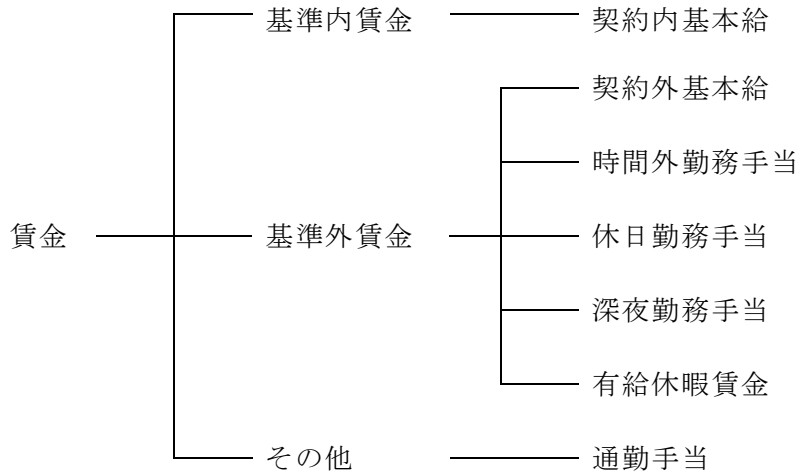 基準内賃金 契約内基本給
契約外基本給
時間外勤務手当
賃金 基準外賃金 休日勤務手当
深夜勤務手当
有給休暇賃金
その他 通勤手当